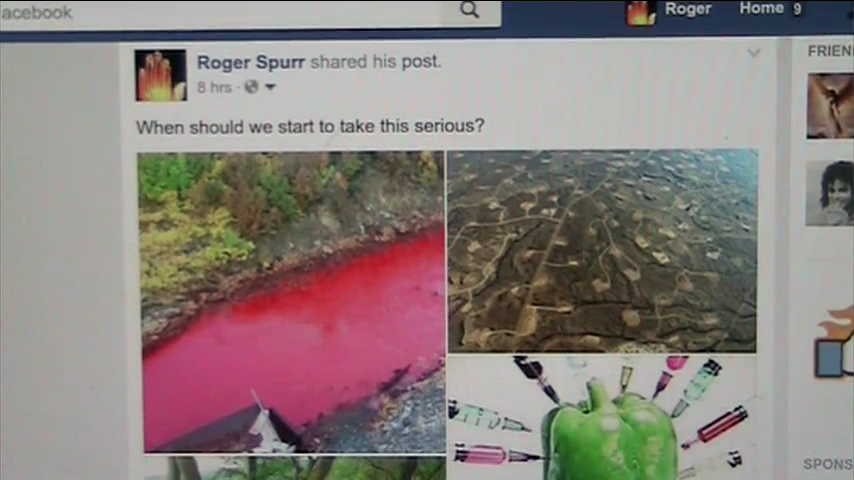 acebook
Roger
Home 9
Roger Spurr shared his post.
8 hrs
When should we start to take this serious?
FRIEN
SPONS